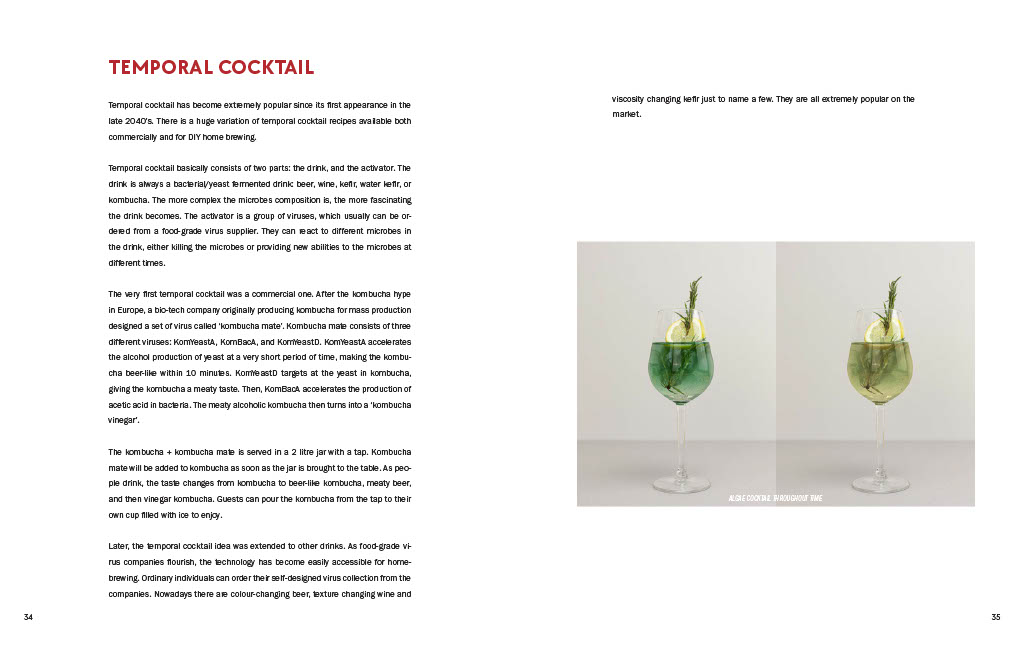 TEMPORAL COCKTAIL
Temporal cocktail has become extremely popular since its first appearance in the
late 2040's. There is a huge variation of temporal cocktail recipes available both
commercially and for DIY home brewing.
Temporal cocktail basically consists of two parts: the drink, and the activator. The
drink is always a bacterial/yeast fermented drink: beer, wine, kefir, water kefir, or
kombucha. The more complex the microbes composition is, the more fascinating
the drink becomes. The activator is a group of viruses, which usually can be or-
dered from a food-grade virus supplier. They can react to different microbes in
the drink, either killing the microbes or providing new abilities to the microbes at
different times.
The very first temporal cocktail was a commercial one. After the kombucha hype
in Europe, a bio-tech company originally producing kombucha for mass production
designed a set of virus called 'kombucha mate'. Kombucha mate consists of three
different viruses: KomYeastA, KomBacA, and KomYeastD. KomYeastA accelerates
the alcohol production of yeast at a very short period of time, making the kombu-
cha beer-like within 10 minutes. KomYeastD targets at the yeast in kombucha,
giving the kombucha a meaty taste. Then, KomBacA accelerates the production of
acetic acid in bacteria. The meaty alcoholic kombucha then turns into a 'kombucha
vinegar'.
The kombucha + kombucha mate is served in a 2 litre jar with a tap. Kombucha
mate will be added to kombucha as soon as the jar is brought to the table. As peo-
ple drink, the taste changes from kombucha to beer-like kombucha, meaty beer,
and then vinegar kombucha. Guests can pour the kombucha from the tap to their
own cup filled with ice to enjoy.
Later, the temporal cocktail idea was extended to other drinks. As food-grade vi-
rus companies flourish, the technology has become easily accessible for home-
brewing. Ordinary individuals can order their self-designed virus collection from the
companies. Nowadays there are colour-changing beer, texture changing wine and
34
viscosity changing kefir just to name a few. They are all extremely popular on the
market.
ALGAE COCKTAIL THROUGHOUT TIME
35